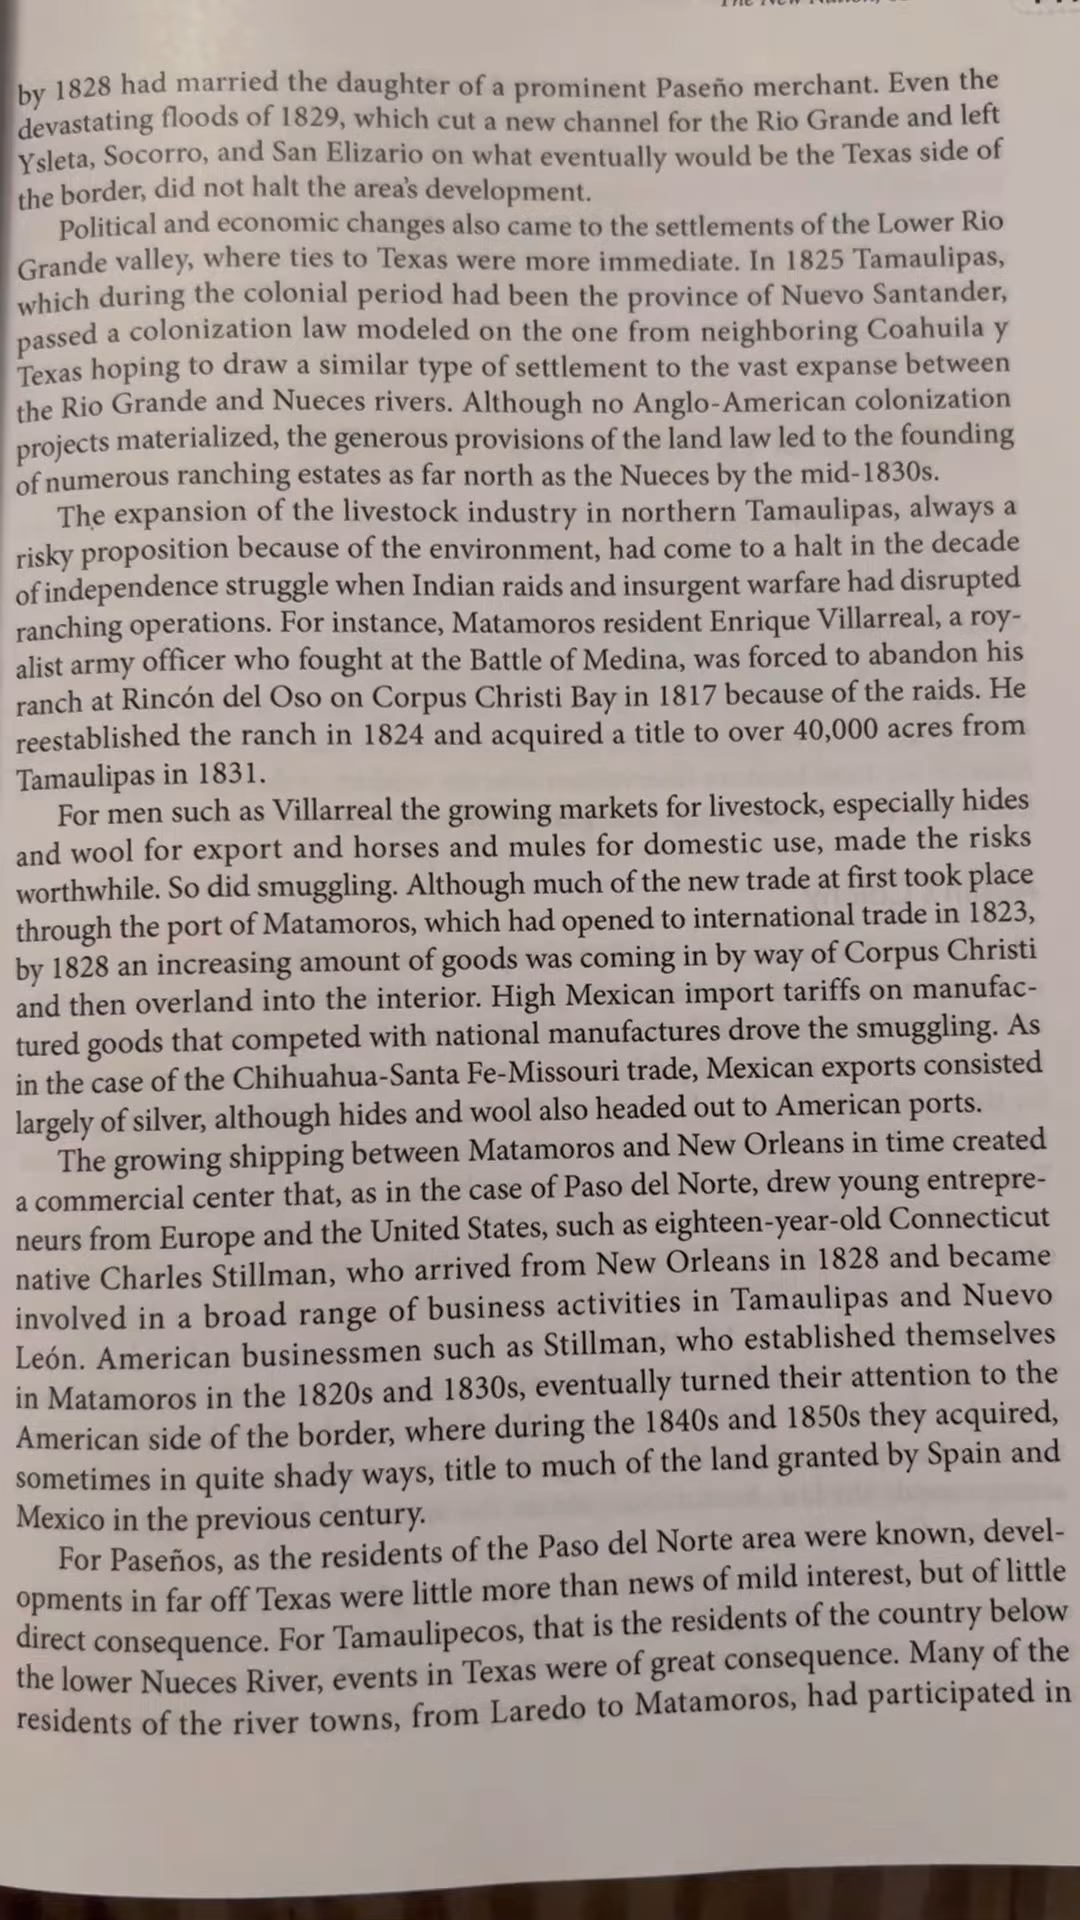 The New Nation,
by 1828 had married the daughter of a prominent Paseño merchant. Even the
devastating floods of 1829, which cut a new channel for the Rio Grande and left
Ysleta, Socorro, and San Elizario on what eventually would be the Texas side of
the border, did not halt the area's development.
Political and economic changes also came to the settlements of the Lower Rio
Grande valley, where ties to Texas were more immediate. In 1825 Tamaulipas,
which during the colonial period had been the province of Nuevo Santander,
passed a colonization law modeled on the one from neighboring Coahuila y
Texas hoping to draw a similar type of settlement to the vast expanse between
the Rio Grande and Nueces rivers. Although no Anglo-American colonization
projects materialized, the generous provisions of the land law led to the founding
of numerous ranching estates as far north as the Nueces by the mid-1830s.
The expansion of the livestock industry in northern Tamaulipas, always a
risky proposition because of the environment, had come to a halt in the decade
of independence struggle when Indian raids and insurgent warfare had disrupted
ranching operations. For instance, Matamoros resident Enrique Villarreal, a roy-
alist army officer who fought at the Battle of Medina, was forced to abandon his
ranch at Rincón del Oso on Corpus Christi Bay in 1817 because of the raids. He
reestablished the ranch in 1824 and acquired a title to over 40,000 acres from
Tamaulipas in 1831.
For men such as Villarreal the growing markets for livestock, especially hides
and wool for export and horses and mules for domestic use, made the risks
worthwhile. So did smuggling. Although much of the new trade at first took place
through the port of Matamoros, which had opened to international trade in 1823,
by 1828 an increasing amount of goods was coming in by way of Corpus Christi
and then overland into the interior. High Mexican import tariffs on manufac-
tured goods that competed with national manufactures drove the smuggling. As
in the case of the Chihuahua-Santa Fe-Missouri trade, Mexican exports consisted
largely of silver, although hides and wool also headed out to American ports.
The growing shipping between Matamoros and New Orleans in time created
a commercial center that, as in the case of Paso del Norte, drew young entrepre-
neurs from Europe and the United States, such as eighteen-year-old Connecticut
native Charles Stillman, who arrived from New Orleans in 1828 and became
involved in a broad range of business activities in Tamaulipas and Nuevo
León. American businessmen such as Stillman, who established themselves
in Matamoros in the 1820s and 1830s, eventually turned their attention to the
American side of the border, where during the 1840s and 1850s they acquired,
sometimes in quite shady ways, title to much of the land granted by Spain and
Mexico in the previous century.
For Paseños, as the residents of the Paso del Norte area were known, devel-
opments in far off Texas were little more than news of mild interest, but of little
direct consequence. For Tamaulipecos, that is the residents of the country below
the lower Nueces River, events in Texas were of great consequence. Many of the
residents of the river towns, from Laredo to Matamoros, had participated in